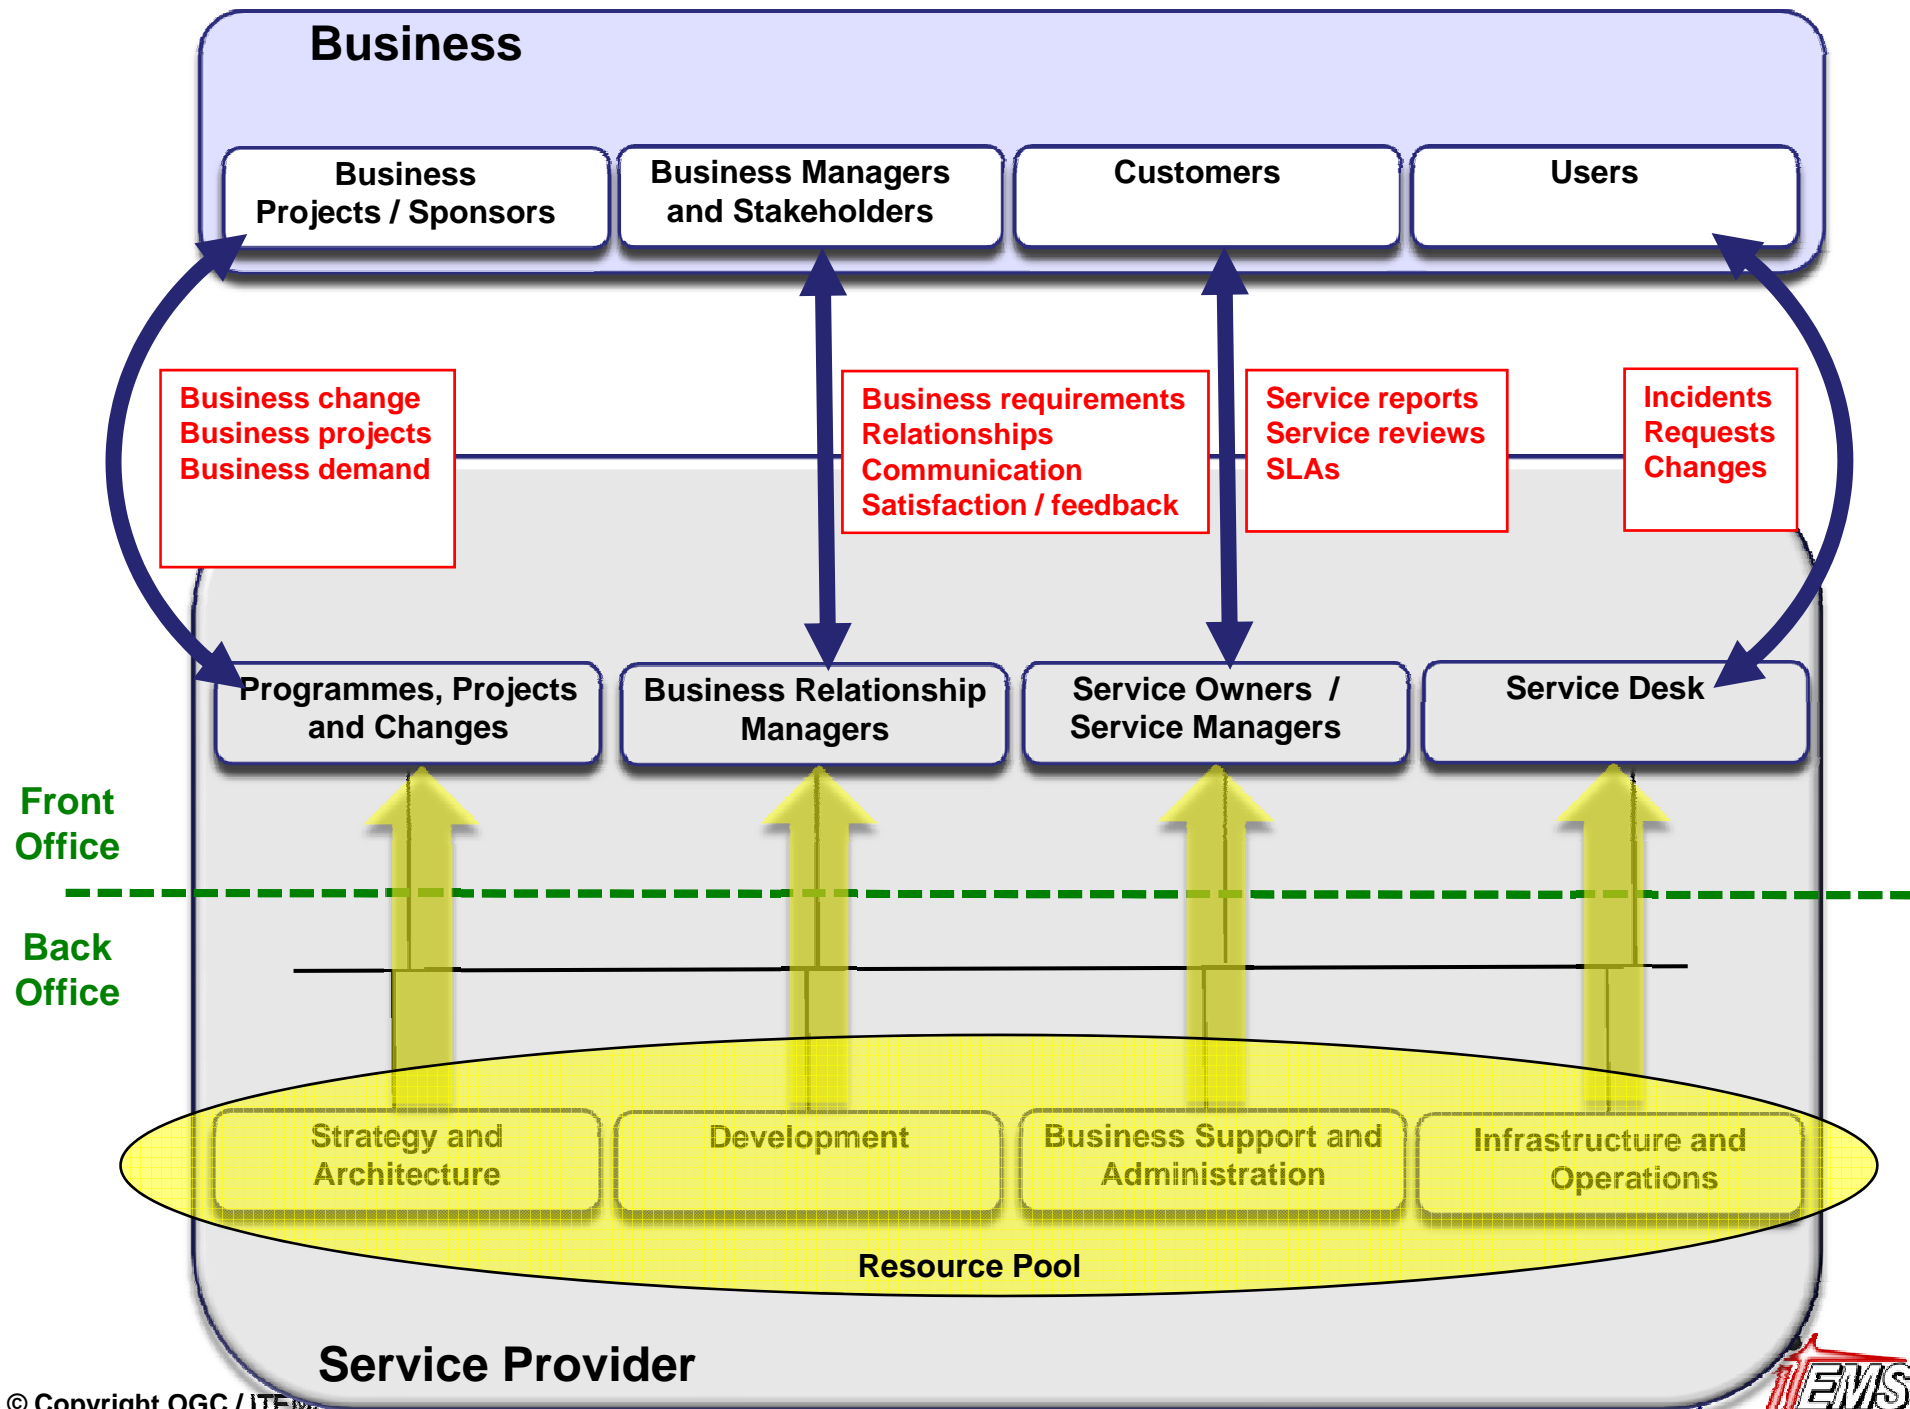 Business
Business
Projects / Sponsors
Business Managers
and Stakeholders
Customers
Users
Business change
Business projects
Business demand
Business requirements
Relationships
Communication
Satisfaction / feedback
Service reports
Service reviews
SLAs
Incidents
Requests
Changes
Programmes, Projects
and Changes
Business Relationship
Managers
Service Owners /
Service Managers
Service Desk
Front
Office
Back
Office
Strategy and
Architecture
Development
Business Support and
Administration
Infrastructure and
Operations
Resource Pool
Service Provider
© Copyright OGC /
iTEMS